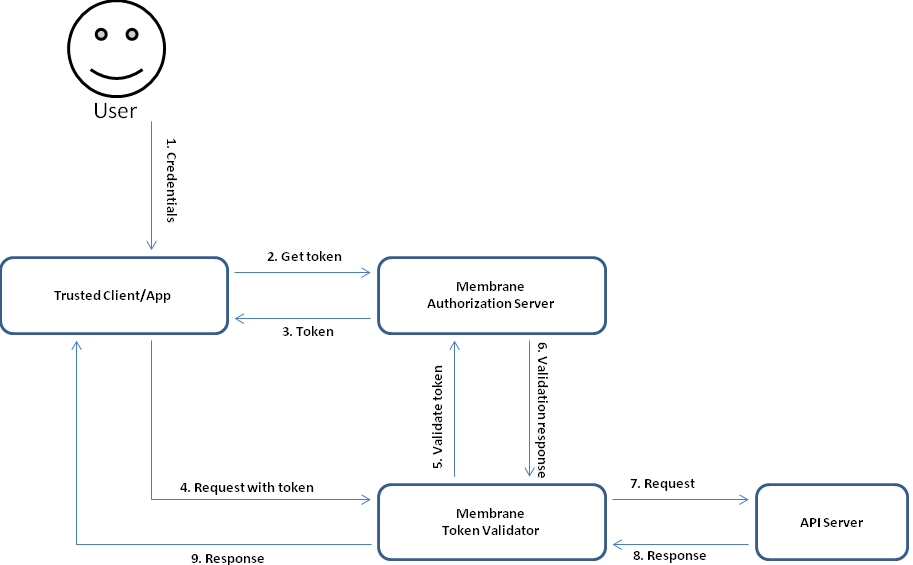 User
1. Credentials
2. Get token
Trusted Client/App
Membrane
Authorization Server
3. Token
5. Validate token
6. Validation response
4. Request with token
7. Request
Membrane
Token Validator
API Server
9. Response
8. Response